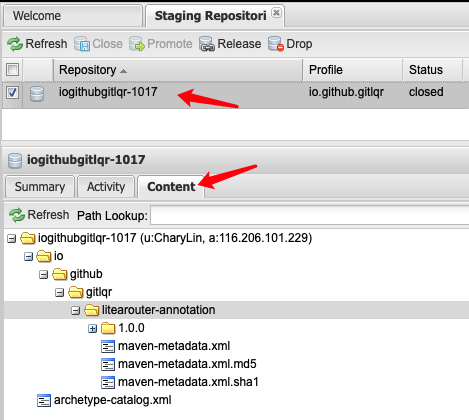 Welcome
Staging Repositori
Refresh Close Promote Release Drop
Repository Profile Status
iogithubgitlqr-1017 io.github.gitlqr closed
iogithubgitlqr-1017
Summary Activity Content
Refresh Path Lookup:
iogithubgitlqr-1017 (u:CharyLin, a:116.206.101.229)
io
github
gitlqr
litearouter-annotation
1.0.0
maven-metadata.xml
maven-metadata.xml.md5
maven-metadata.xml.sha1
archetype-catalog.xml